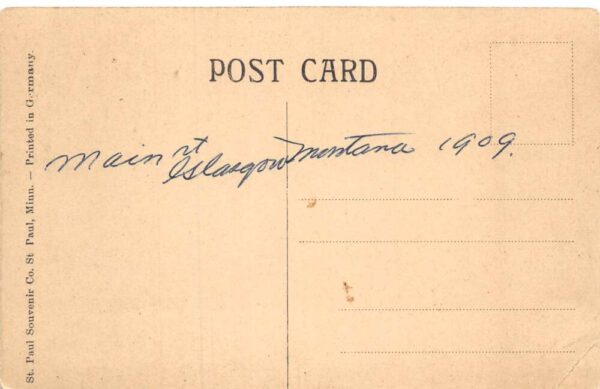 POST CARD
main st Glasgow Montana 1909.
St. Paul Souvenir Co. St Paul, Minn. — Printed in Germany.